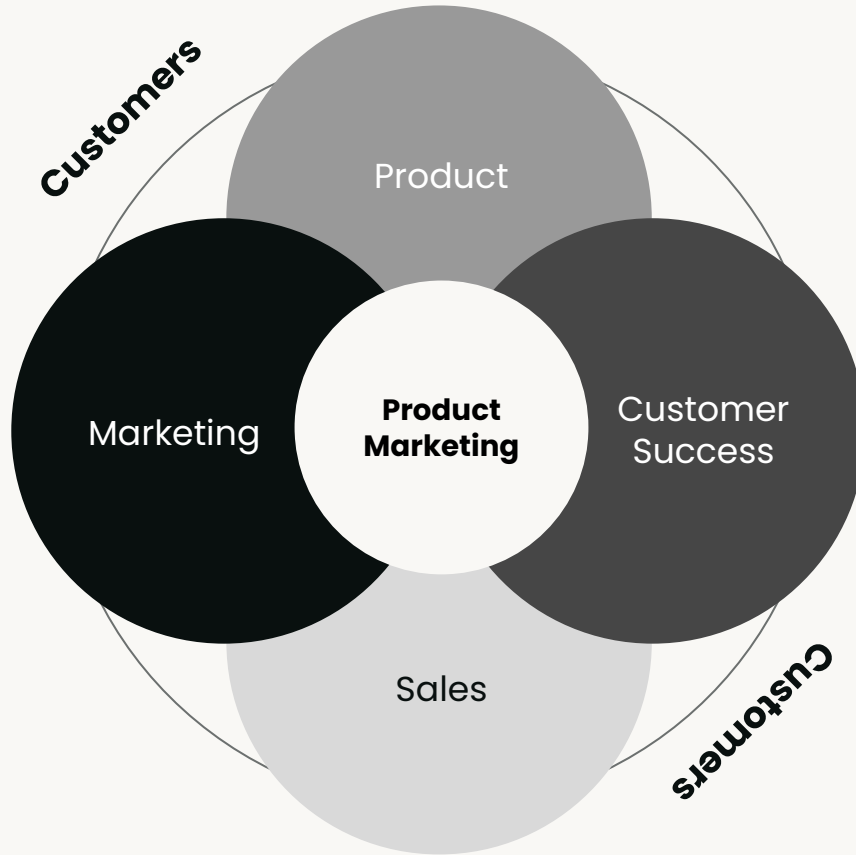 Customers
Product
Marketing
Product
Marketing
Customer
Success
Sales
Customers